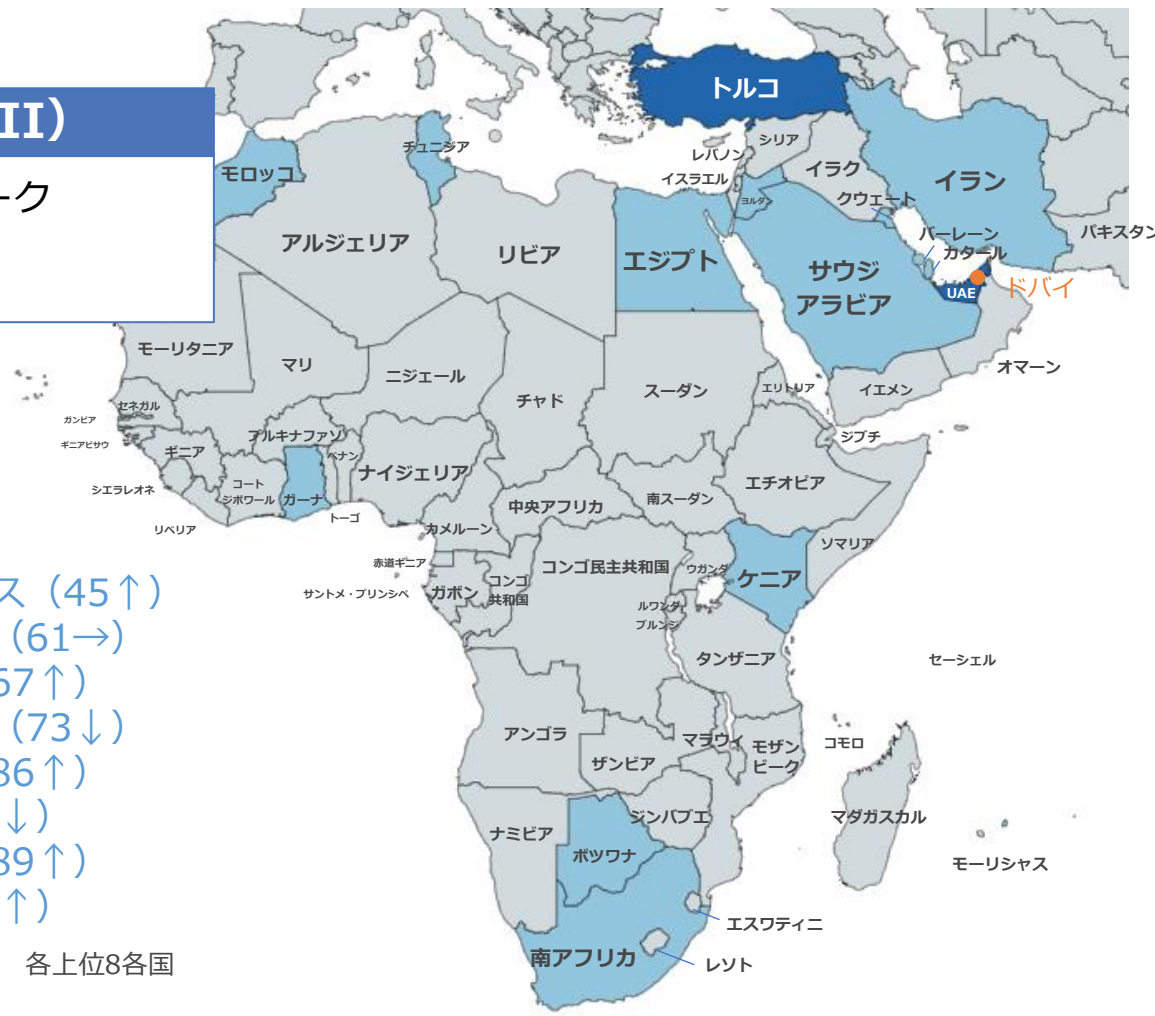 II）
ーク
トルコ
シリア
レバノン
イラク
イスラエル
イラン
ヨルダン
クウェート
バーレーン
カタール
パキスタン
サウジ
アラビア
UAE
ドバイ
オマーン
イエメン
モロッコ
チュニジア
アルジェリア
リビア
エジプト
モーリタニア
マリ
ニジェール
チャド
スーダン
エリトリア
ジブチ
セネガル
ガンビア
ギニアビサウ
ギニア
ブルキナファソ
ベナン
ナイジェリア
シエラレオネ
コート
ジボワール
ガーナ
トーゴ
リベリア
カメルーン
中央アフリカ
南スーダン
エチオピア
ソマリア
赤道ギニア
サントメ・プリンシペ
ガボン
コンゴ
共和国
コンゴ民主共和国
ウガンダ
ケニア
ルワンダ
ブルンジ
タンザニア
セーシェル
ス（45↑）
（61→）
67↑）
（73↓）
86↑）
↓）
89↑）
↑）
各上位8各国
アンゴラ
ザンビア
マラウィ
モザン
ビーク
コモロ
ナミビア
ボツワナ
ジンバブエ
マダガスカル
モーリシャス
エスワティニ
南アフリカ
レソト